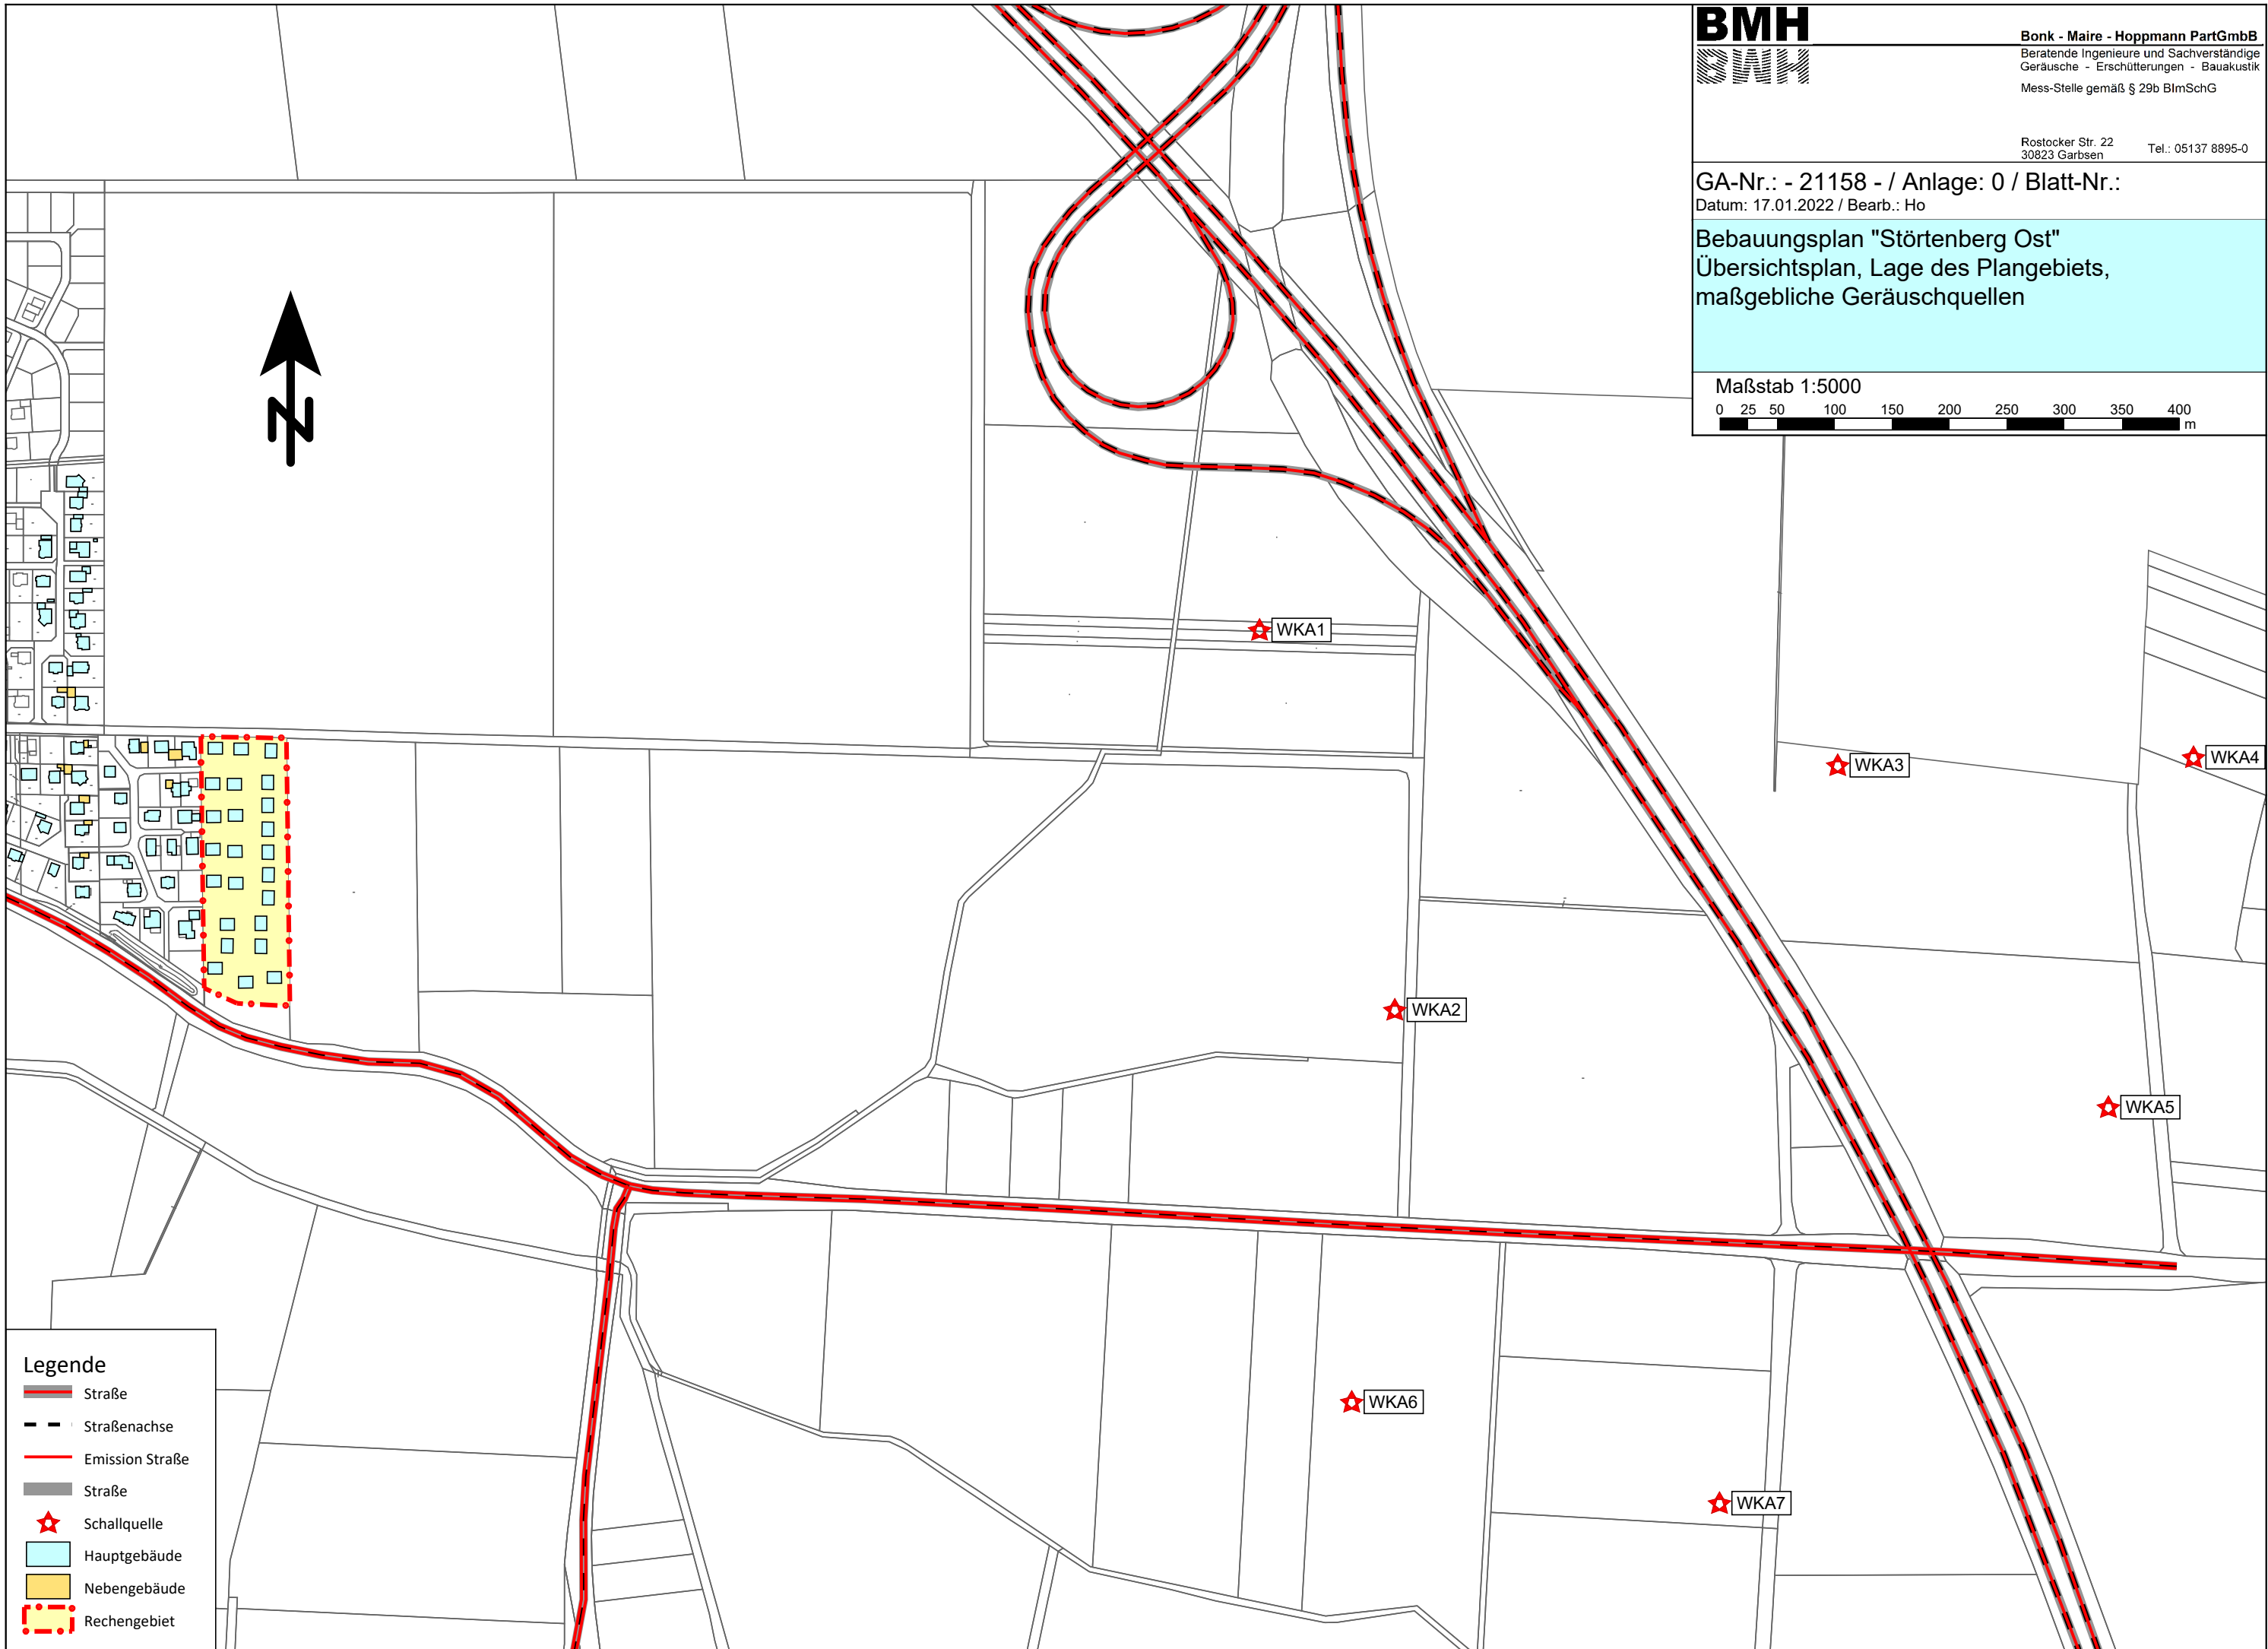 BMH
BMH
Bonk - Maire - Hoppmann PartGmbB
Beratende Ingenieure und Sachverständige
Geräusche - Erschütterungen - Bauakustik
Mess-Stelle gemäß § 29b BImSchG
Rostocker Str. 22
30823 Garbsen
Tel.: 05137 8895-0
GA-Nr.: - 21158 - / Anlage: 0 / Blatt-Nr.:
Datum: 17.01.2022 / Bearb.: Ho
Bebauungsplan "Störtenberg Ost"
Übersichtsplan, Lage des Plangebiets,
maßgebliche Geräuschquellen
Maßstab 1:5000
0 25 50 100 150 200 250 300 350 400
m
N
WKA1
WKA3
WKA4
WKA2
WKA5
WKA6
WKA7
Legende
Straße
Straßenachse
Emission Straße
Straße
Schallquelle
Hauptgebäude
Nebengebäude
Rechengebiet